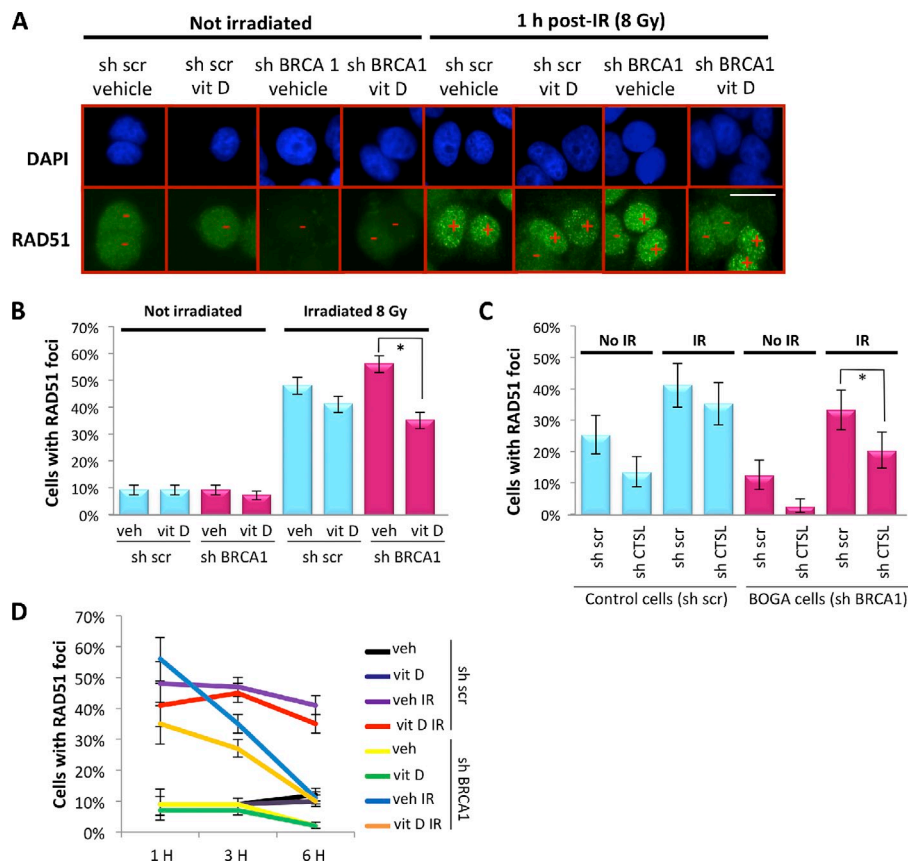 A
Not irradiated
1 h post-IR (8 Gy)
sh scr vehicle
sh scr vit D
sh BRCA 1 vehicle
sh BRCA1 vit D
sh scr vehicle
sh scr vit D
sh BRCA1 vehicle
sh BRCA1 vit D
DAPI
RAD51
- - - - - - + + + - + - + + - + +
B
Not irradiated
Irradiated 8 Gy
Cells with RAD51 foci
70%
60%
50%
40%
30%
20%
10%
0%
*
veh vit D veh vit D veh vit D veh vit D
sh scr sh BRCA1 sh scr sh BRCA1
C
No IR IR No IR IR
Cells with RAD51 foci
60%
50%
40%
30%
20%
10%
0%
*
sh scr
sh CTSL
sh scr
sh CTSL
sh scr
sh CTSL
sh scr
sh CTSL
Control cells (sh scr) BOGA cells (sh BRCA1)
D
Cells with RAD51 foci
70%
60%
50%
40%
30%
20%
10%
0%
1 H 3 H 6 H
veh
vit D
veh IR
vit D IR
sh scr
veh
vit D
veh IR
vit D IR
sh BRCA1